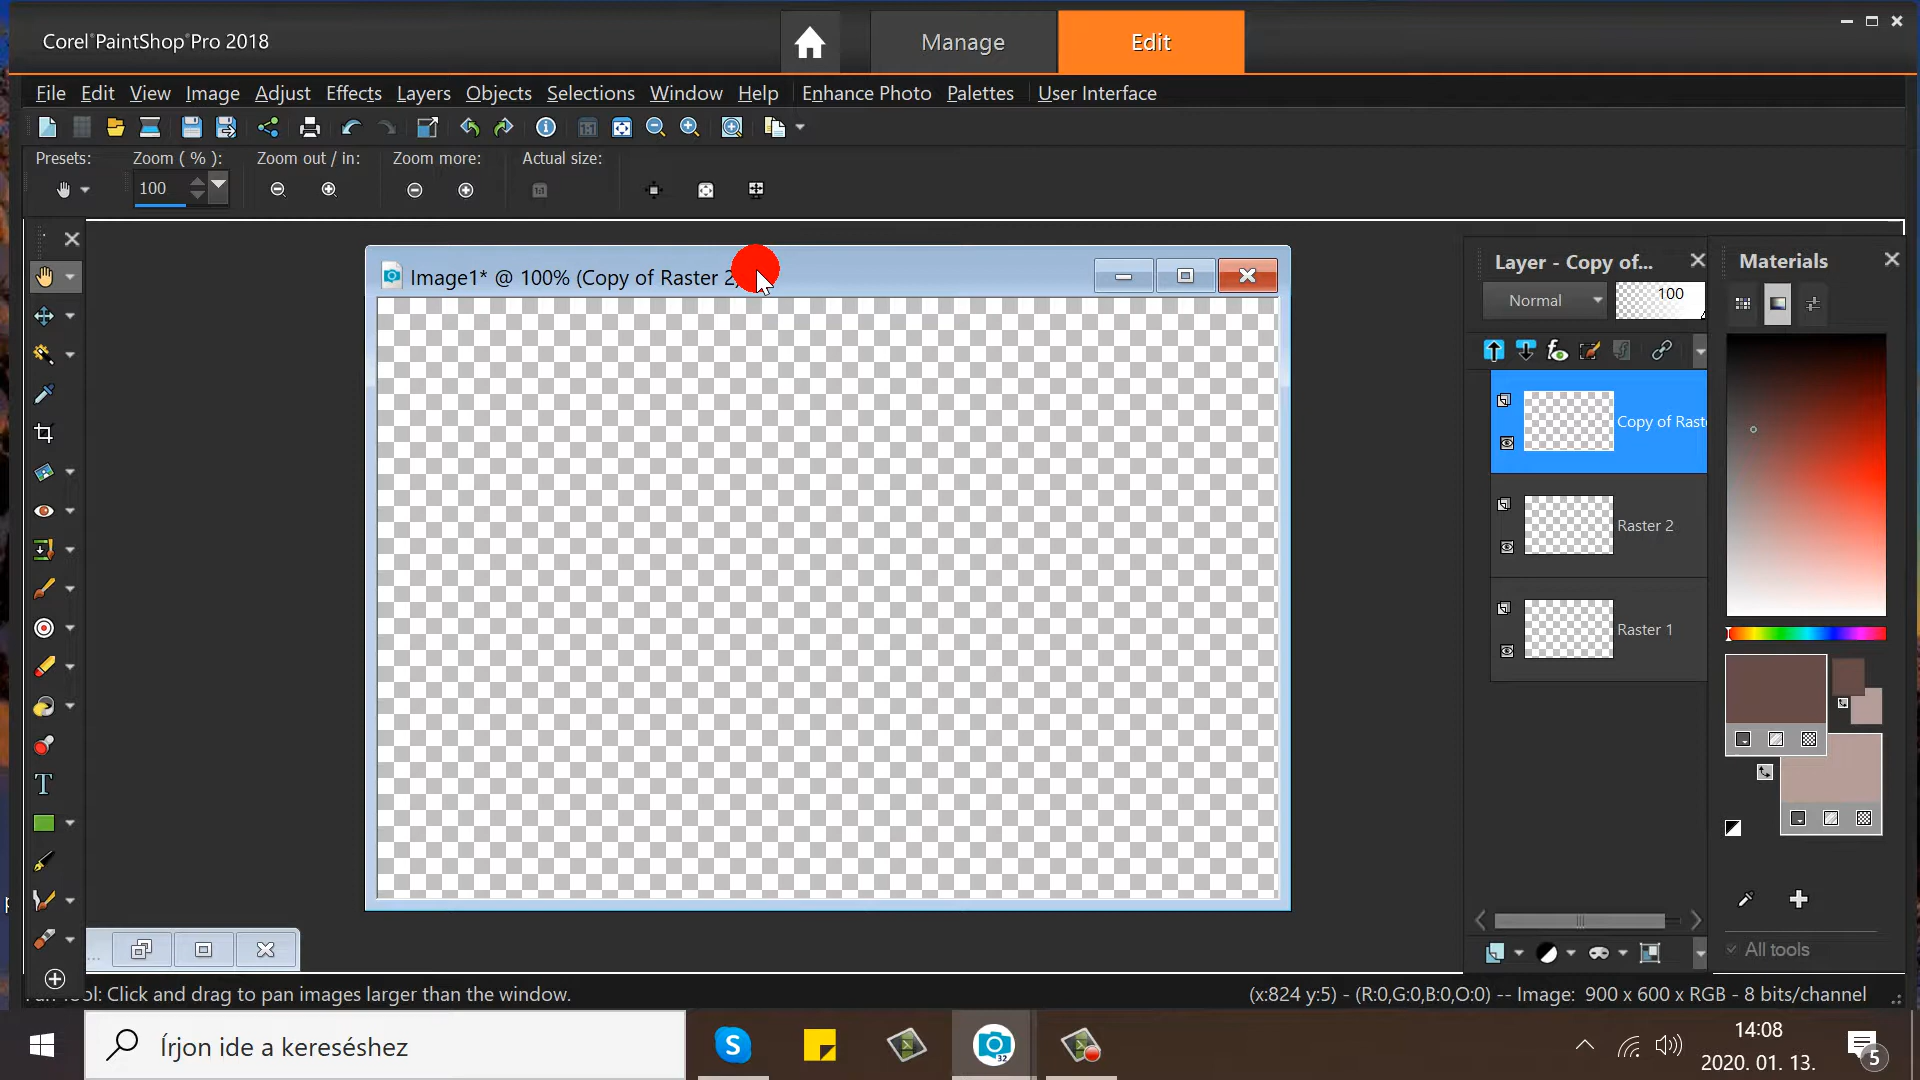 Corel PaintShop Pro 2018
Manage
Edit
File Edit View Image Adjust Effects Layers Objects Selections Window Help Enhance Photo Palettes User Interface
Presets: Zoom ( % ): Zoom out / in: Zoom more: Actual size:
100
Image1* @ 100% (Copy of Raster 2
Layer - Copy of...
Materials
Normal
100
Copy of Rast
Raster 2
Raster 1
All tools
Tool: Click and drag to pan images larger than the window.
(x:824 y:5) - (R:0,G:0,B:0,O:0) -- Image: 900 x 600 x RGB - 8 bits/channel
Írjon ide a kereséshez
S
32
14:08
2020. 01. 13.
5